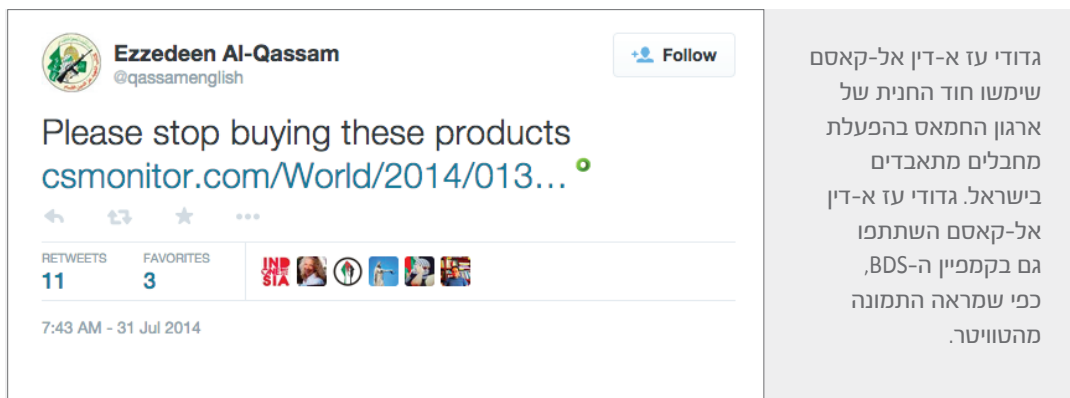 Ezzedeen Al-Qassam
@qassamenglish
Follow
Please stop buying these products
csmonitor.com/World/2014/013...
RETWEETS
11
FAVORITES
3
INDONESIA
7:43 AM - 31 Jul 2014
גדודי עז א-דין אל-קאסם
שימשו חוד החנית של
ארגון החמאס בהפעלת
מחבלים מתאבדים
בישראל. גדודי עז א-דין
אל-קאסם השתתפו
גם בקמפיין ה-BDS,
כפי שמראה התמונה
מהטוויטר.